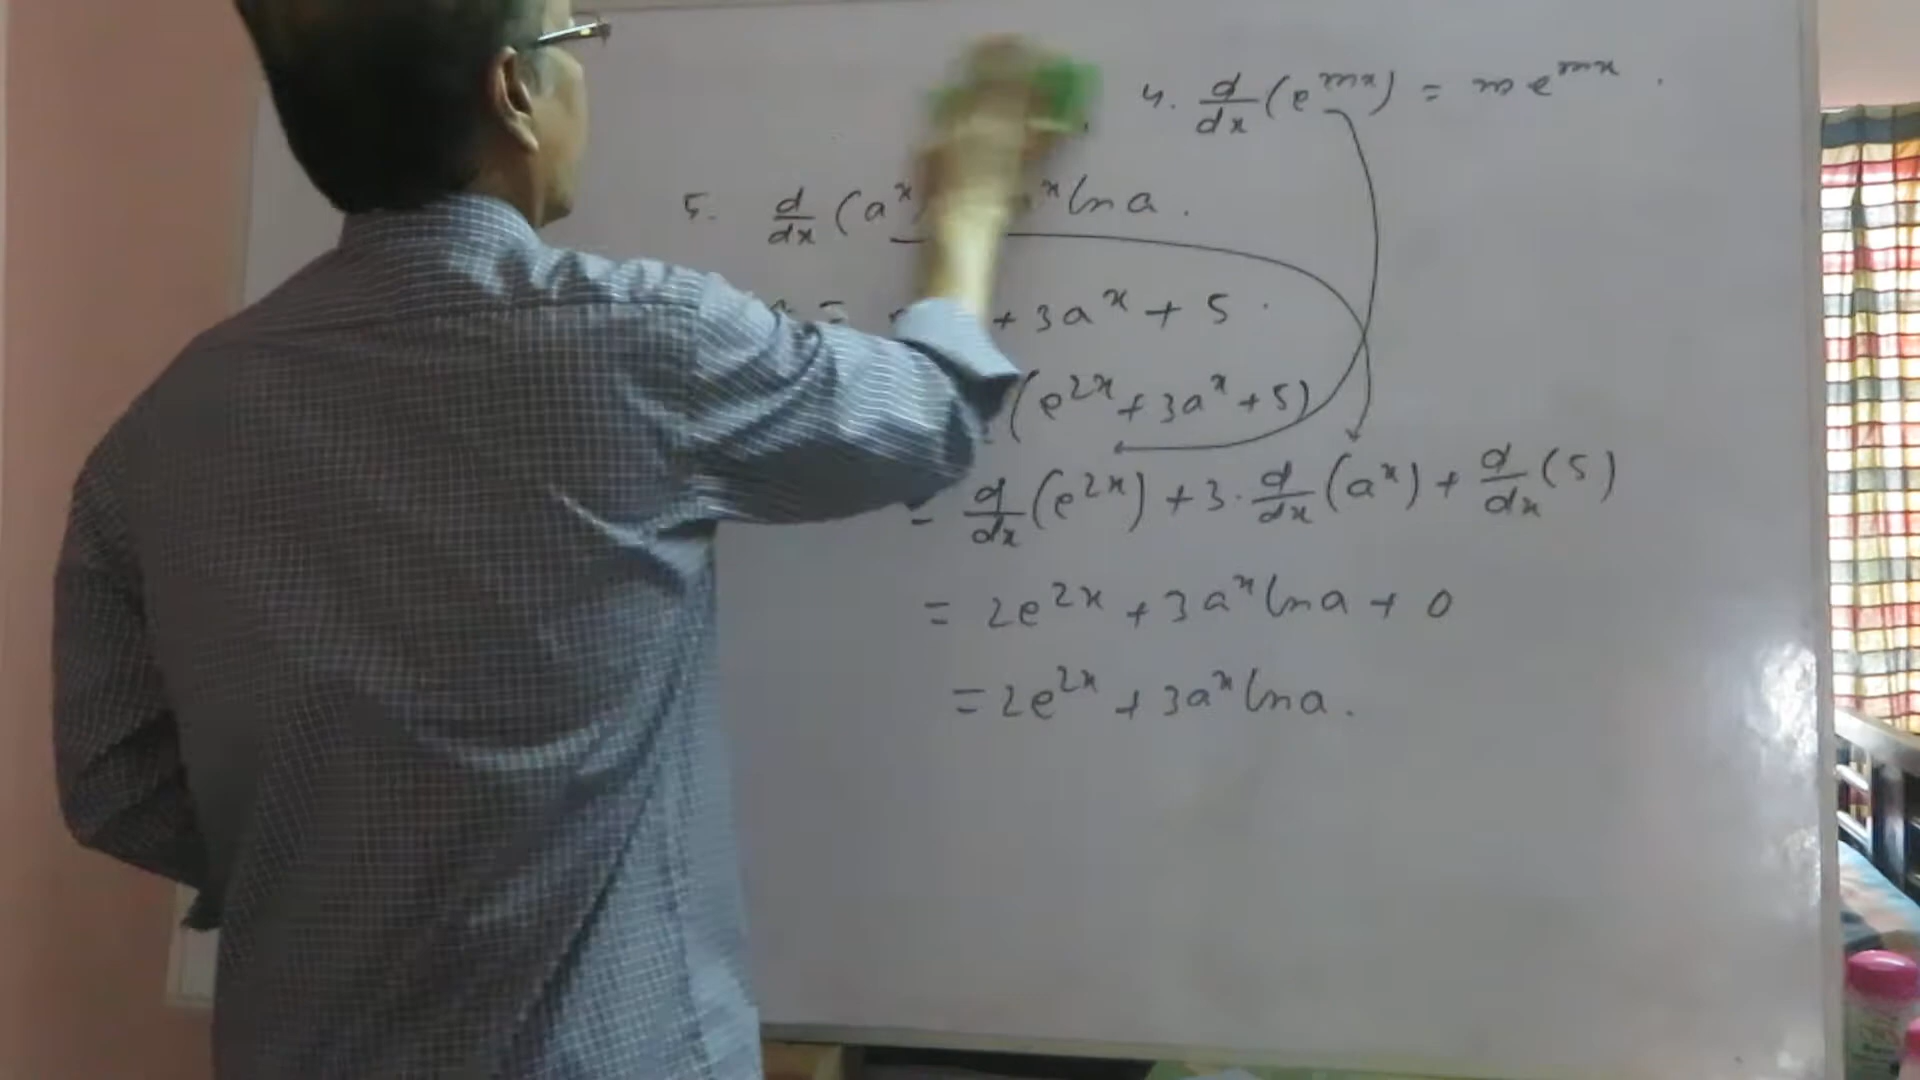 4. d/dx (e^mx) = m e^mx .
5. d/dx (a^x) a^x ln a .
= + 3a^x + 5 .
(e^2x + 3a^x + 5)
= d/dx (e^2x) + 3 . d/dx (a^x) + d/dx (5)
= 2e^2x + 3a^x ln a + 0
= 2e^2x + 3a^x ln a .